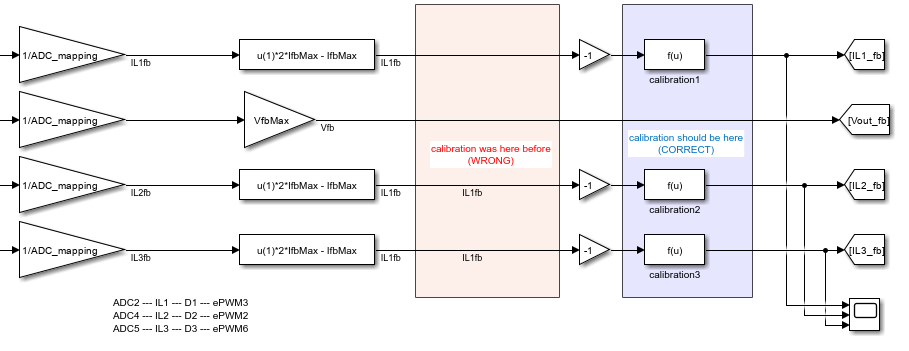 1/ADC_mapping
IL1fb
u(1)*2*IfbMax - IfbMax
IL1fb
-1
f(u)
calibration1
[IL1_fb]
1/ADC_mapping
VfbMax
Vfb
[Vout_fb]
calibration was here before
(WRONG)
calibration should be here
(CORRECT)
1/ADC_mapping
IL2fb
u(1)*2*IfbMax - IfbMax
IL1fb
IL1fb
-1
f(u)
calibration2
[IL2_fb]
1/ADC_mapping
IL3fb
u(1)*2*IfbMax - IfbMax
IL1fb
IL1fb
-1
f(u)
calibration3
[IL3_fb]
ADC2 --- IL1 --- D1 --- ePWM3
ADC4 --- IL2 --- D2 --- ePWM2
ADC5 --- IL3 --- D3 --- ePWM6